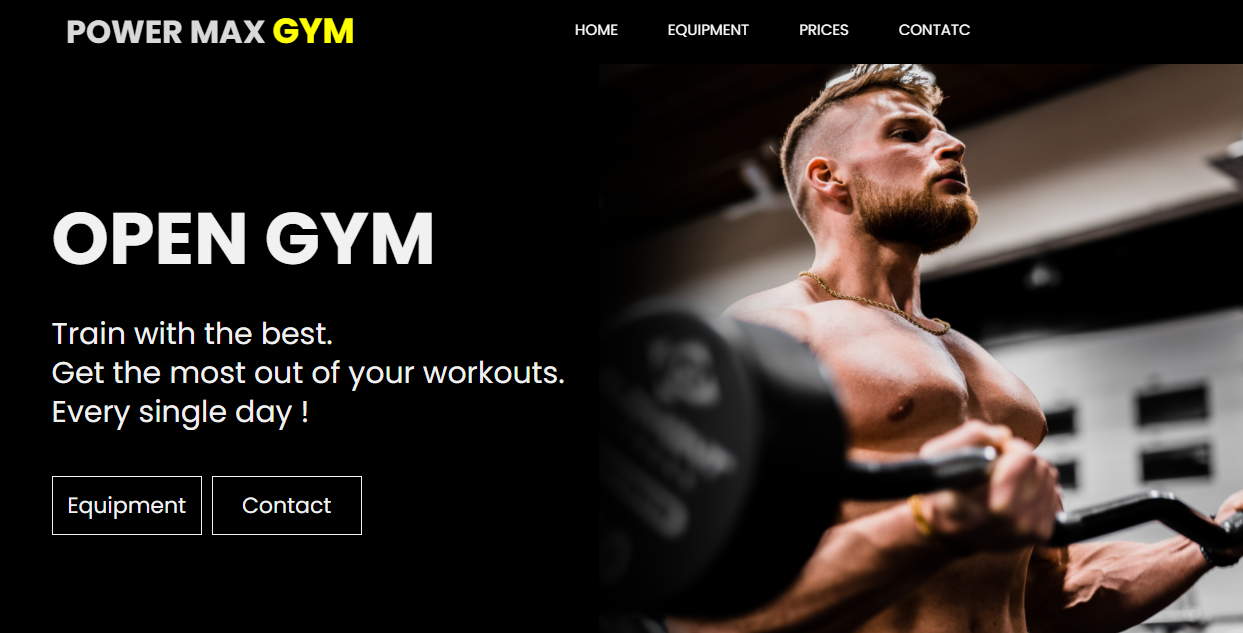 POWER MAX GYM
HOME EQUIPMENT PRICES CONTATC
OPEN GYM
Train with the best.
Get the most out of your workouts.
Every single day !
Equipment Contact